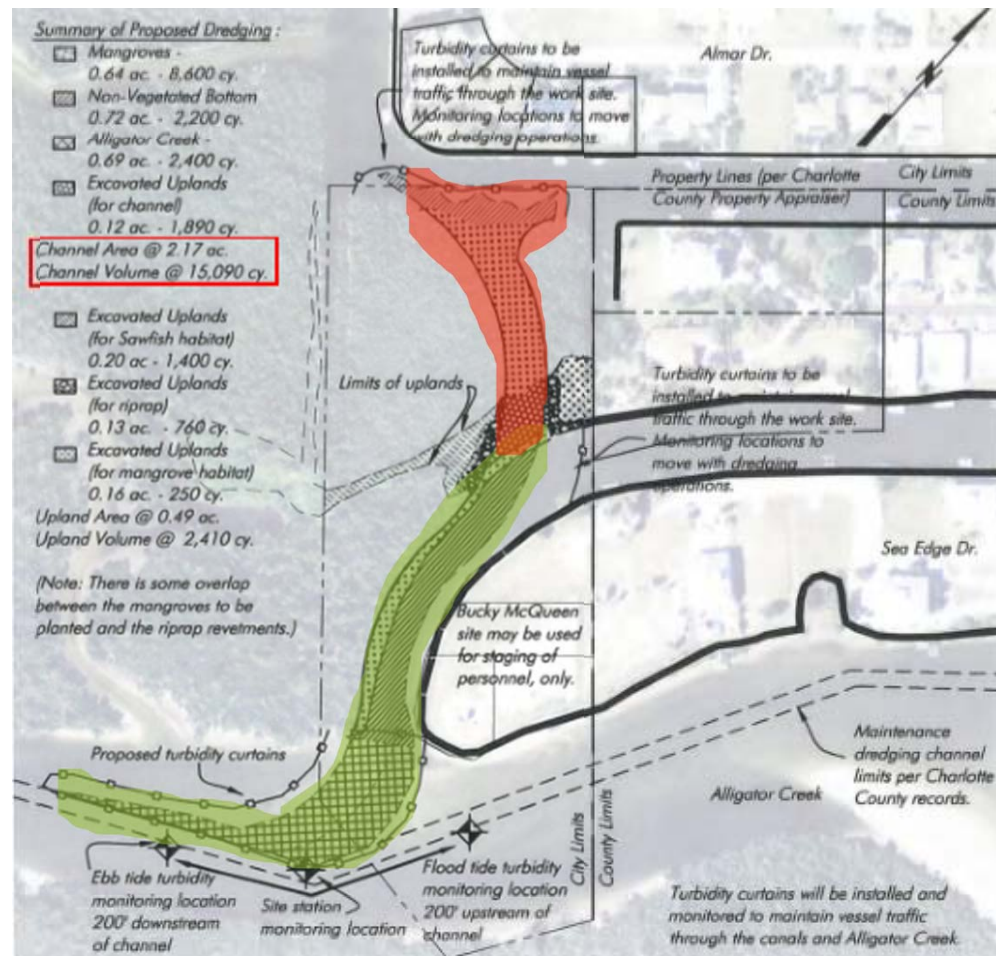 Summary of Proposed Dredging :
Mangroves -
0.64 ac. - 8,600 cy.
Non-Vegetated Bottom
0.72 ac. - 2,200 cy.
Alligator Creek -
0.69 ac. - 2,400 cy.
Excavated Uplands
(for channel)
0.12 ac. - 1,890 cy.
Channel Area @ 2.17 ac.
Channel Volume @ 15,090 cy.
Excavated Uplands
(for Sawfish habitat)
0.20 ac - 1,400 cy.
Excavated Uplands
(for riprap)
0.13 ac. - 760 cy.
Excavated Uplands
(for mangrove habitat)
0.16 ac. - 250 cy.
Upland Area @ 0.49 ac.
Upland Volume @ 2,410 cy.
(Note: There is some overlap
between the mangroves to be
planted and the riprap revetments.)
Turbidity curtains to be
installed to maintain vessel
traffic through the work site.
Monitoring locations to move
with dredging operations.
Almar Dr.
Property Lines (per Charlotte
County Property Appraiser)
City Limits
County Limits
Limits of uplands
Turbidity curtains to be
installed to maintain vessel
traffic through the work site.
Monitoring locations to
move with dredging
operations.
Sea Edge Dr.
Bucky McQueen
site may be used
for staging of
personnel, only.
Proposed turbidity curtains
Maintenance
dredging channel
limits per Charlotte
County records.
Alligator Creek
City Limits
County Limits
Ebb tide turbidity
monitoring location
200' downstream
of channel
Site station
monitoring location
Flood tide turbidity
monitoring location
200' upstream of
channel
Turbidity curtains will be installed and
monitored to maintain vessel traffic
through the canals and Alligator Creek.